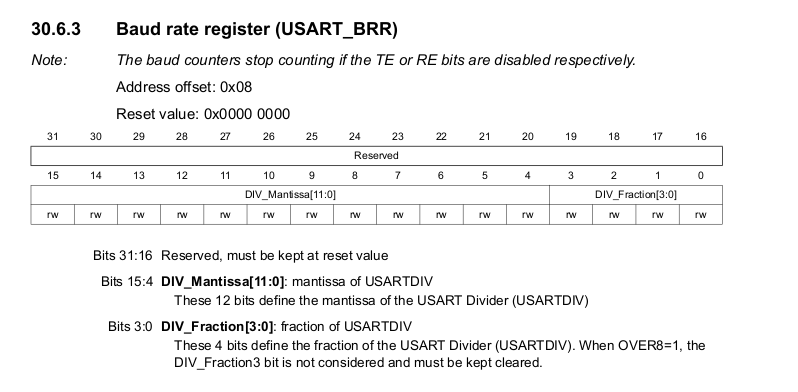 30.6.3 Baud rate register (USART_BRR)
Note: The baud counters stop counting if the TE or RE bits are disabled respectively.
Address offset: 0x08
Reset value: 0x0000 0000
31 30 29 28 27 26 25 24 23 22 21 20 19 18 17 16
Reserved
15 14 13 12 11 10 9 8 7 6 5 4 3 2 1 0
DIV_Mantissa[11:0] DIV_Fraction[3:0]
rw rw rw rw rw rw rw rw rw rw rw rw rw rw rw rw
Bits 31:16 Reserved, must be kept at reset value
Bits 15:4 DIV_Mantissa[11:0]: mantissa of USARTDIV
These 12 bits define the mantissa of the USART Divider (USARTDIV)
Bits 3:0 DIV_Fraction[3:0]: fraction of USARTDIV
These 4 bits define the fraction of the USART Divider (USARTDIV). When OVER8=1, the
DIV_Fraction3 bit is not considered and must be kept cleared.